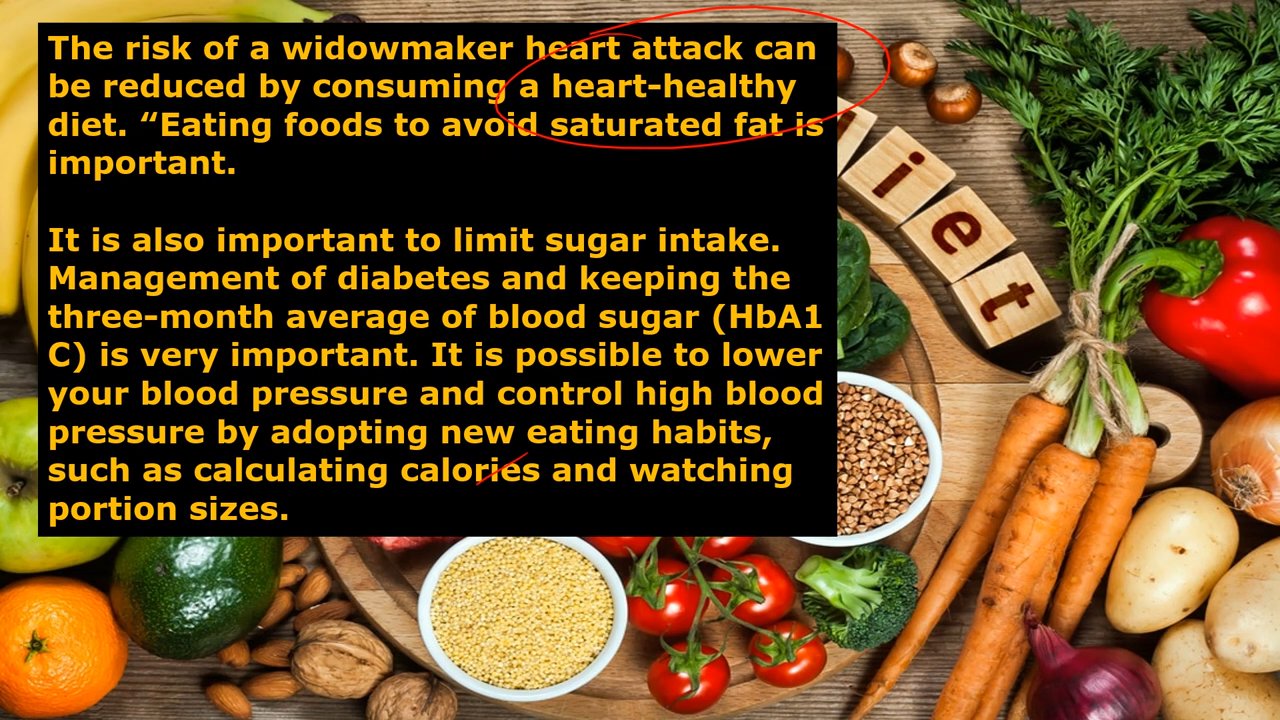 The risk of a widowmaker heart attack can
be reduced by consuming a heart-healthy
diet. “Eating foods to avoid saturated fat is
important.
It is also important to limit sugar intake.
Management of diabetes and keeping the
three-month average of blood sugar (HbA1
C) is very important. It is possible to lower
your blood pressure and control high blood
pressure by adopting new eating habits,
such as calculating calories and watching
portion sizes.
iet